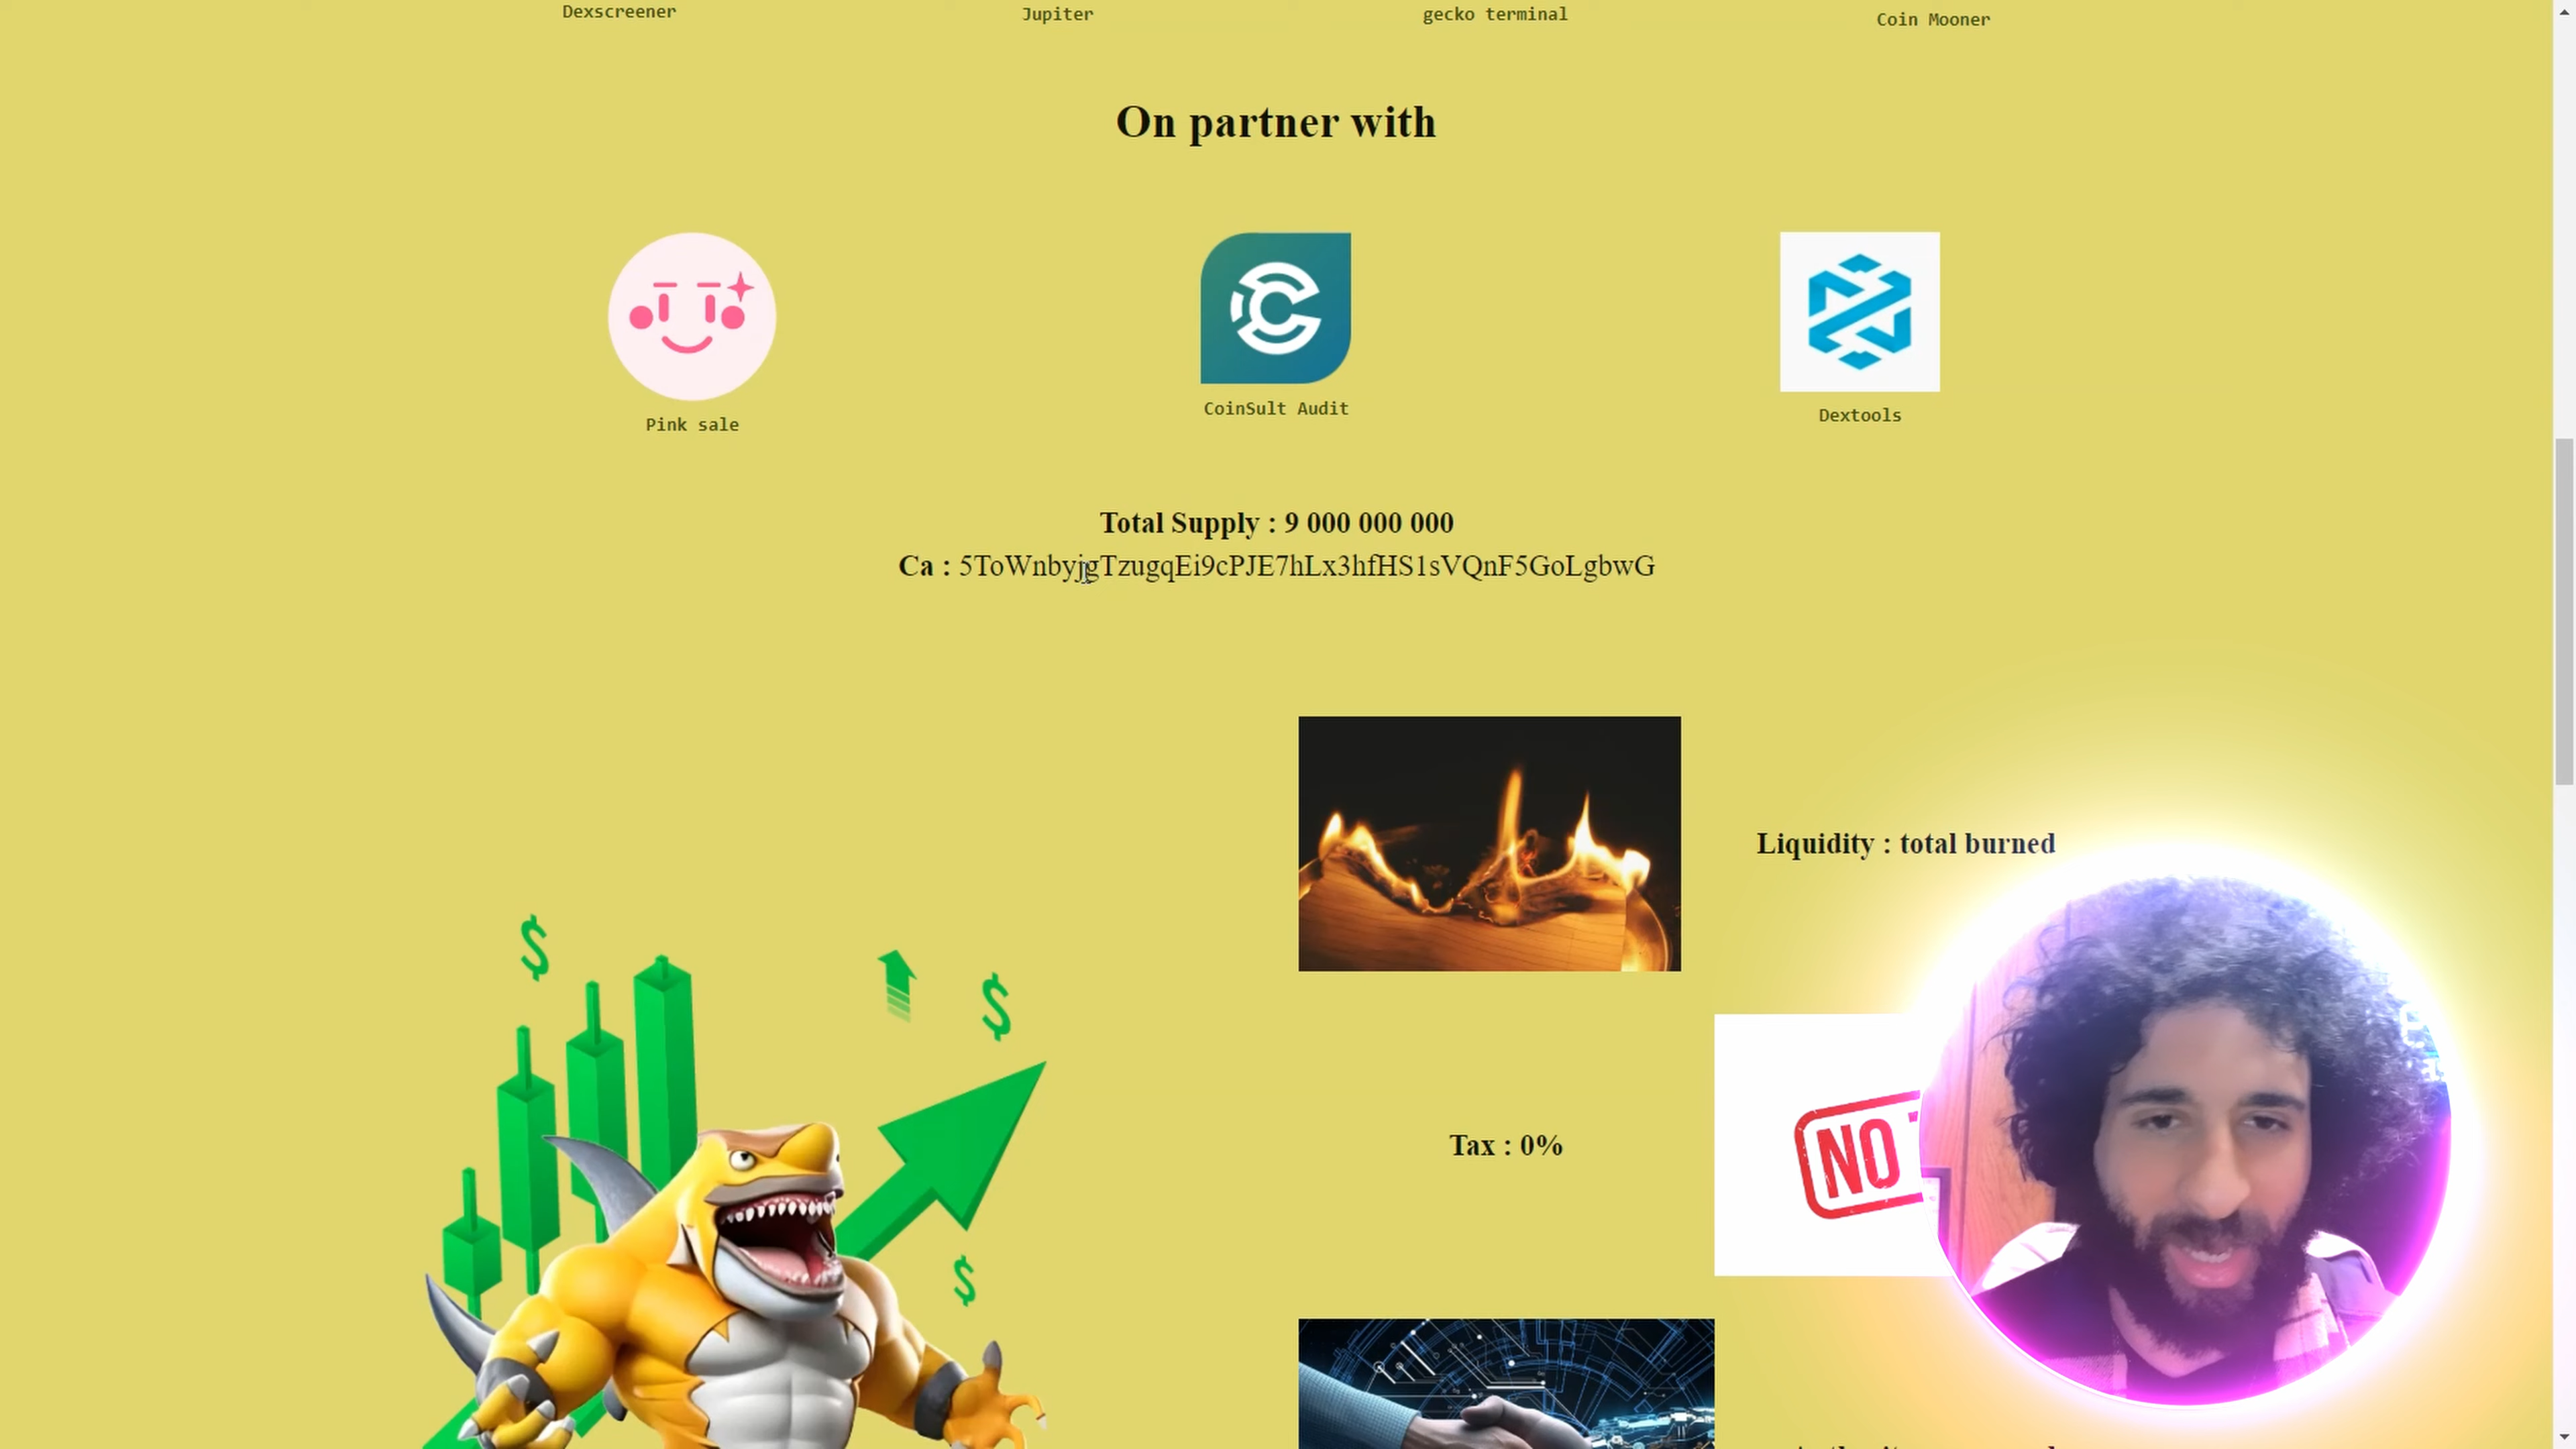 Dexscreener
Jupiter
gecko terminal
Coin Mooner
On partner with
Pink sale
CoinSult Audit
Dextools
Total Supply : 9 000 000 000
Ca : 5ToWnbyjgTzugqEi9cPJE7hLx3hfHS1sVQnF5GoLgbwG
Liquidity : total burned
Tax : 0%
NO